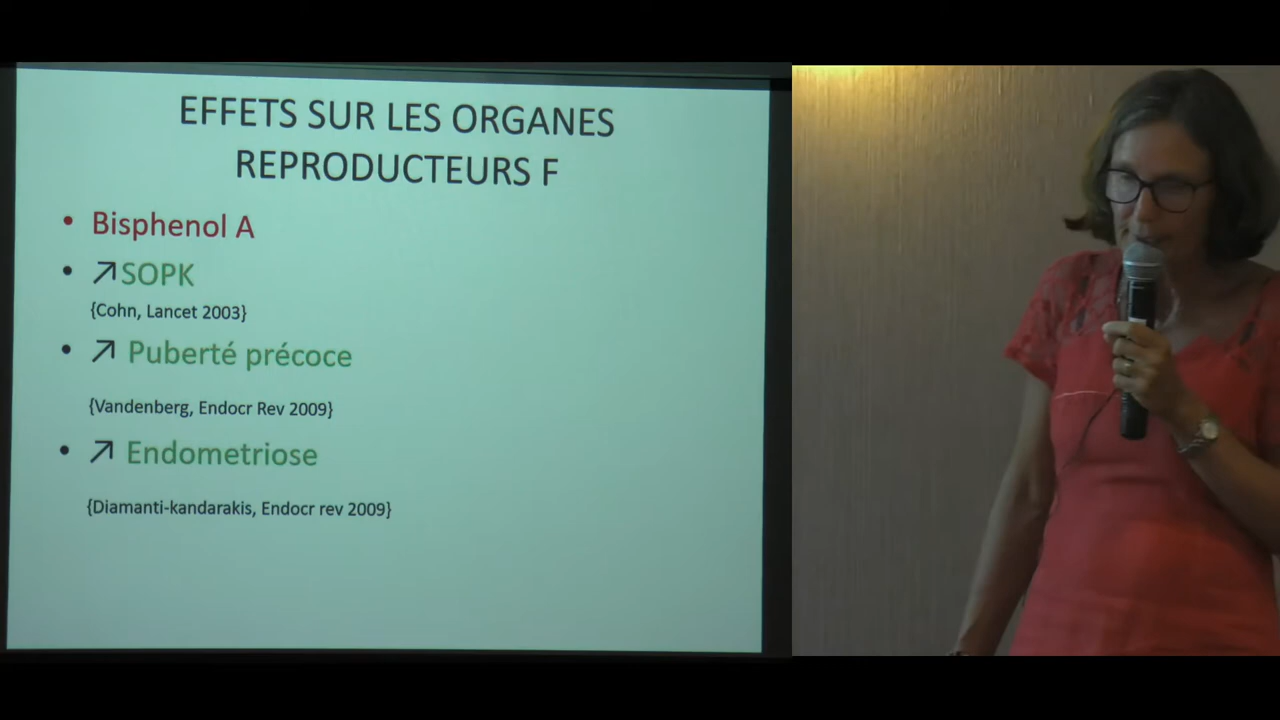 EFFETS SUR LES ORGANES
REPRODUCTEURS F
• Bisphenol A
• ↗SOPK
{Cohn, Lancet 2003}
• ↗ Puberté précoce
{Vandenberg, Endocr Rev 2009}
• ↗ Endometriose
{Diamanti-kandarakis, Endocr rev 2009}